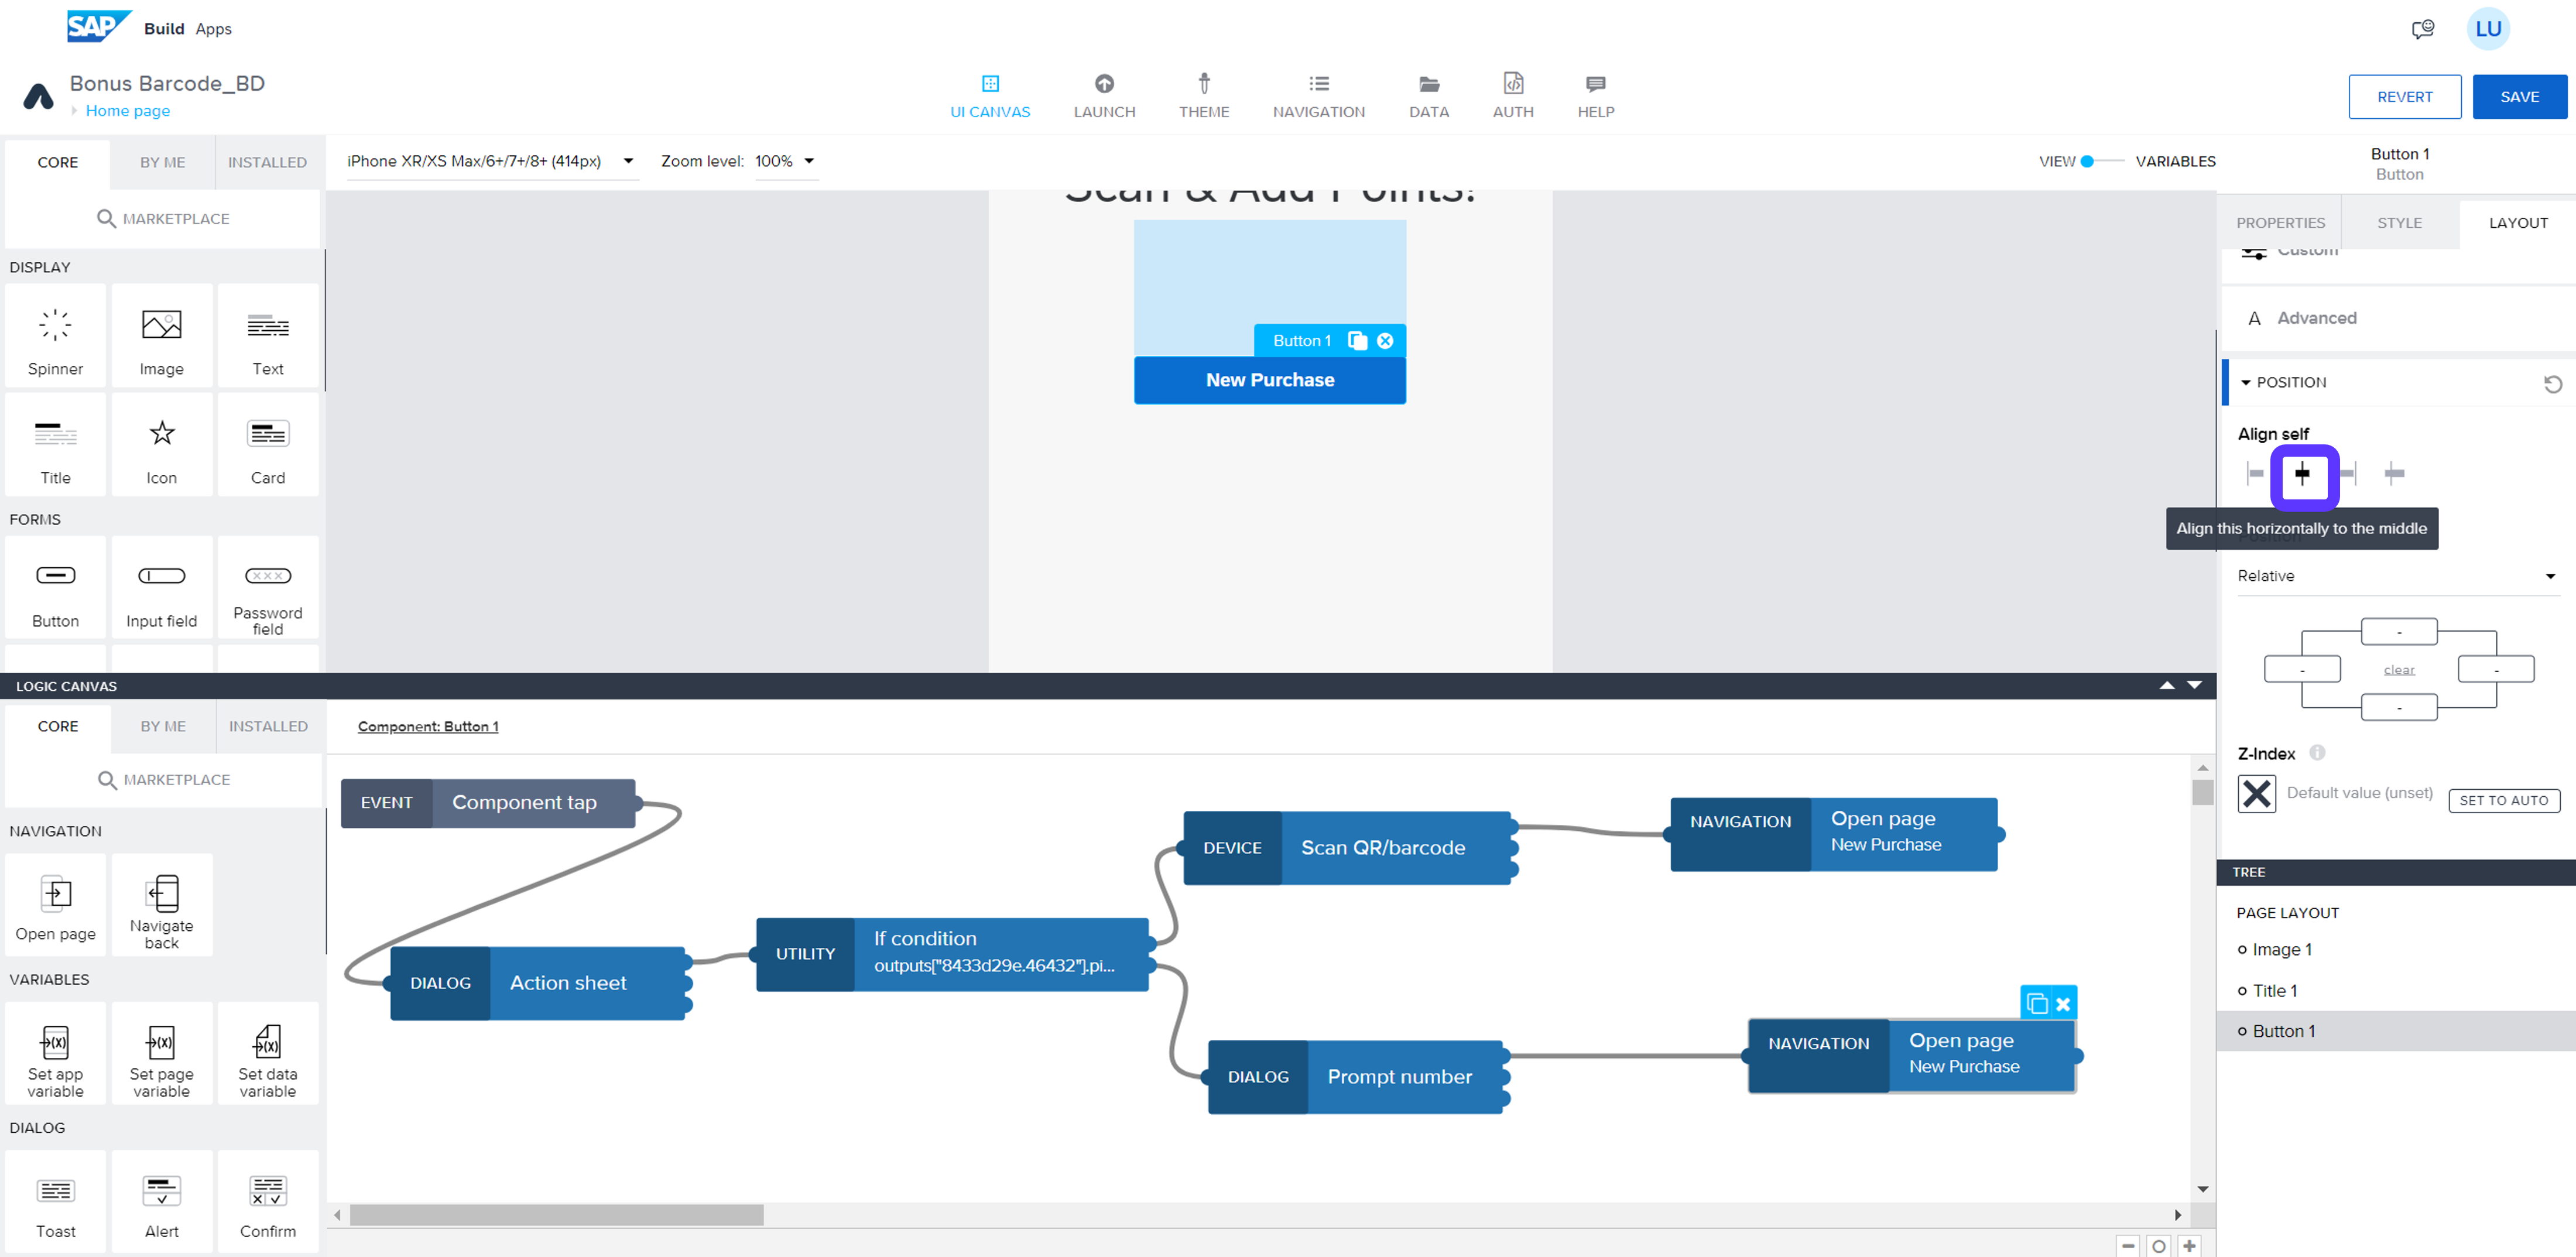 SAP Build Apps
LU
Bonus Barcode_BD
Home page
UI CANVAS
LAUNCH
THEME
NAVIGATION
DATA
AUTH
HELP
REVERT
SAVE
CORE
BY ME
INSTALLED
iPhone XR/XS Max/6+/7+/8+ (414px)
Zoom level: 100%
VIEW
VARIABLES
Button 1
Button
MARKETPLACE
PROPERTIES
STYLE
LAYOUT
Scan & Add Points!
Custom
DISPLAY
Spinner
Image
Text
Title
Icon
Card
FORMS
Button
Input field
Password
field
Button 1
New Purchase
A Advanced
POSITION
Align self
Align this horizontally to the middle
Position
Relative
-
-
clear
-
-
Z-Index
Default value (unset)
SET TO AUTO
LOGIC CANVAS
CORE
BY ME
INSTALLED
Component: Button 1
MARKETPLACE
NAVIGATION
Open page
Navigate
back
VARIABLES
Set app
variable
Set page
variable
Set data
variable
DIALOG
Toast
Alert
Confirm
EVENT
Component tap
DIALOG
Action sheet
UTILITY
If condition
outputs["8433d29e.46432"].pi...
DEVICE
Scan QR/barcode
NAVIGATION
Open page
New Purchase
DIALOG
Prompt number
NAVIGATION
Open page
New Purchase
TREE
PAGE LAYOUT
Image 1
Title 1
Button 1